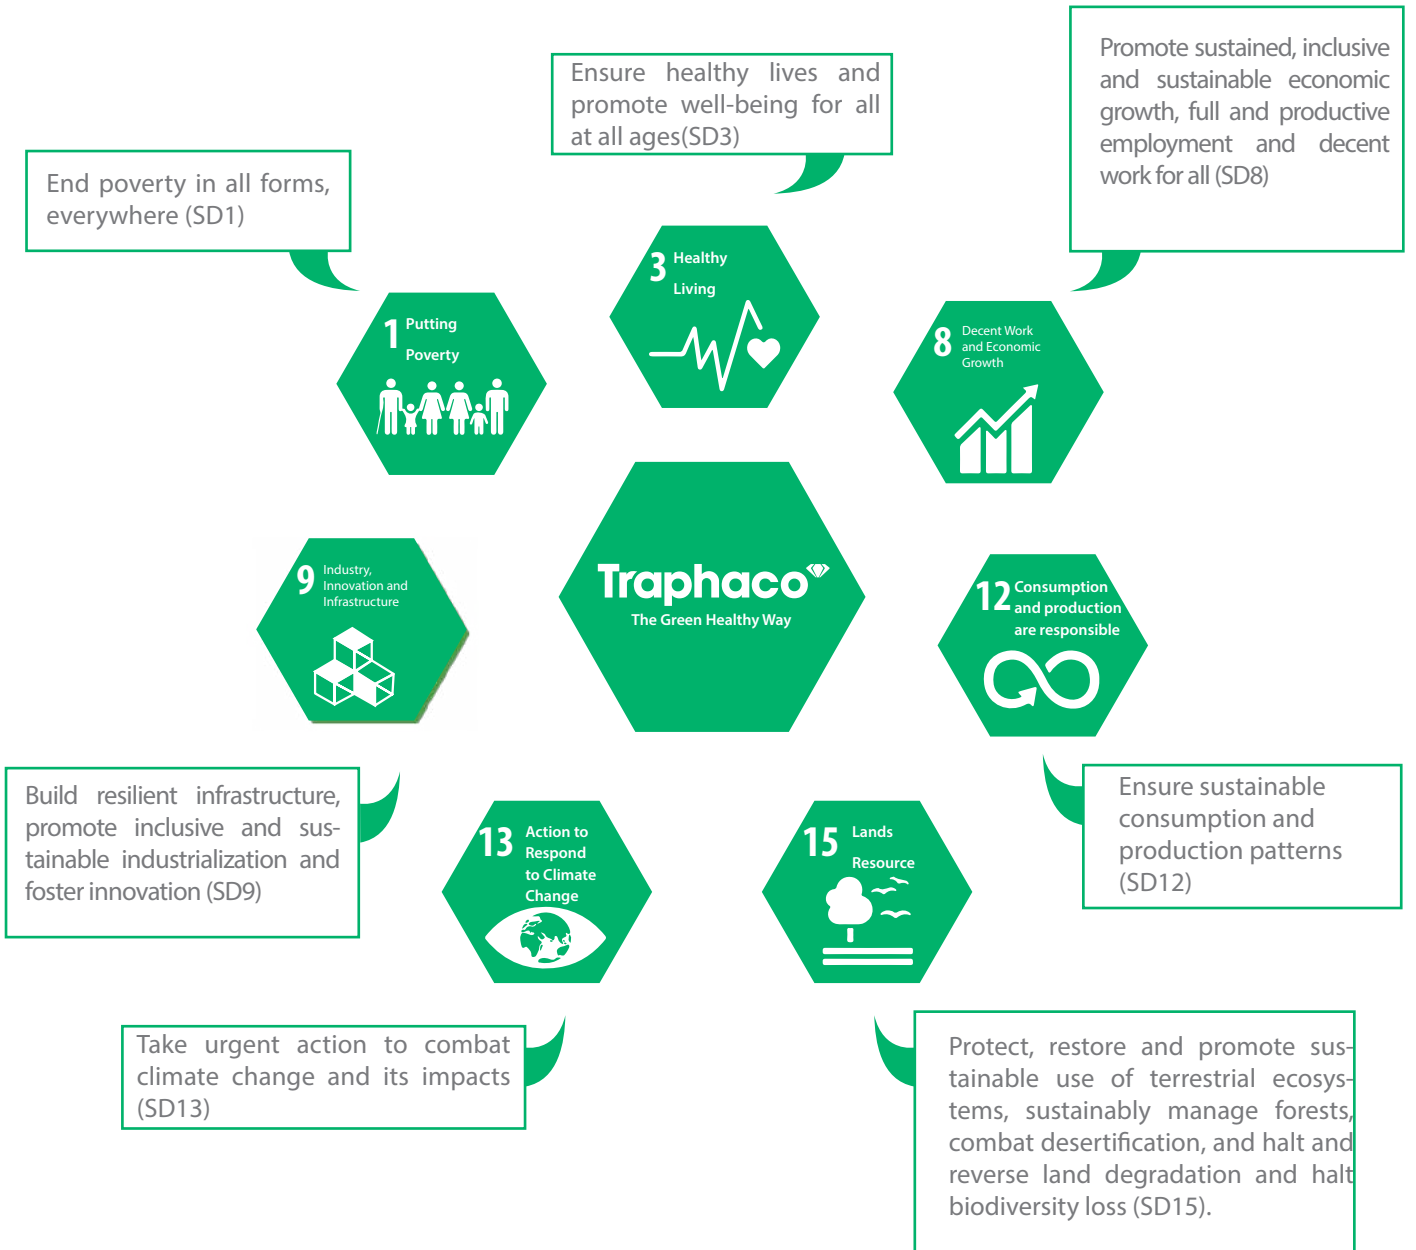 Promote sustained, inclusive
and sustainable economic
growth, full and productive
employment and decent
work for all (SD8)
Ensure healthy lives and
promote well-being for all
at all ages(SD3)
End poverty in all forms,
everywhere (SD1)
3 Healthy
Living
1 Putting
Poverty
8 Decent Work
and Economic
Growth
Traphaco
The Green Healthy Way
9 Industry,
Innovation and
Infrastructure
12 Consumption
and production
are responsible
Build resilient infrastructure,
promote inclusive and sus-
tainable industrialization and
foster innovation (SD9)
Ensure sustainable
consumption and
production patterns
(SD12)
13 Action to
Respond
to Climate
Change
15 Lands
Resource
Take urgent action to combat
climate change and its impacts
(SD13)
Protect, restore and promote sus-
tainable use of terrestrial ecosys-
tems, sustainably manage forests,
combat desertification, and halt and
reverse land degradation and halt
biodiversity loss (SD15).